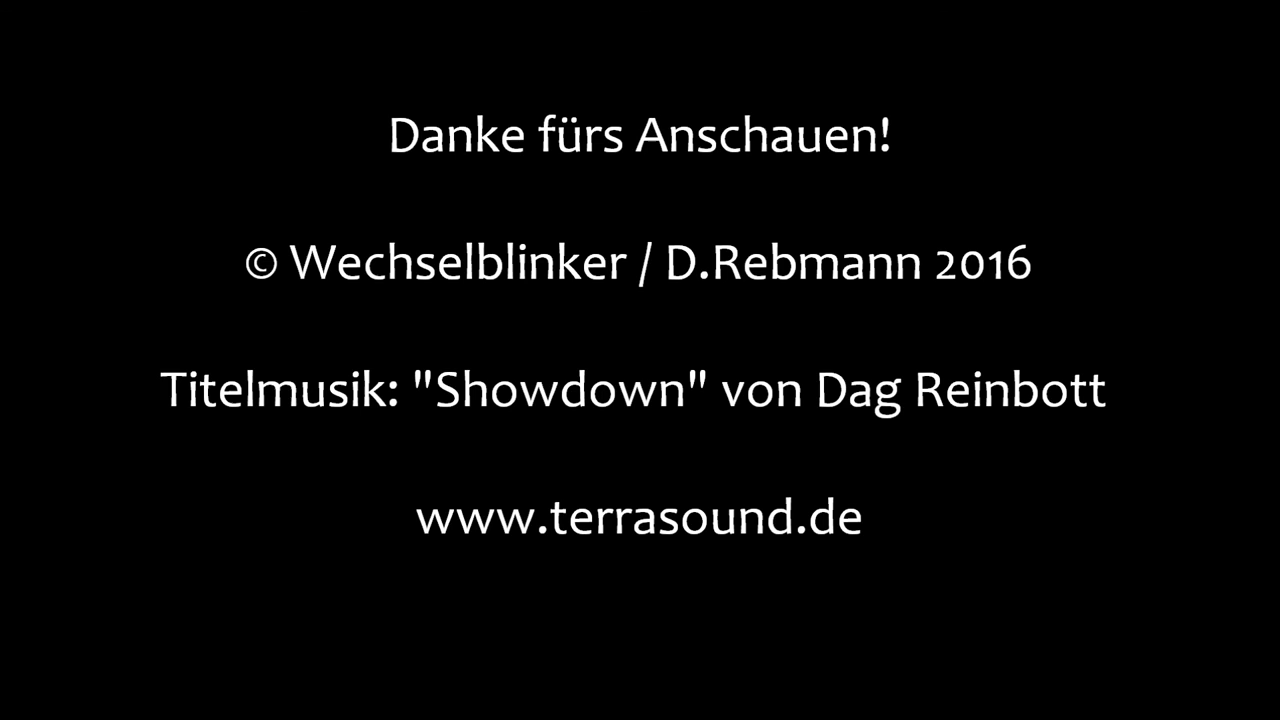 Danke fürs Anschauen!
© Wechselblinker / D.Rebmann 2016
Titelmusik: "Showdown" von Dag Reinbott
www.terrasound.de